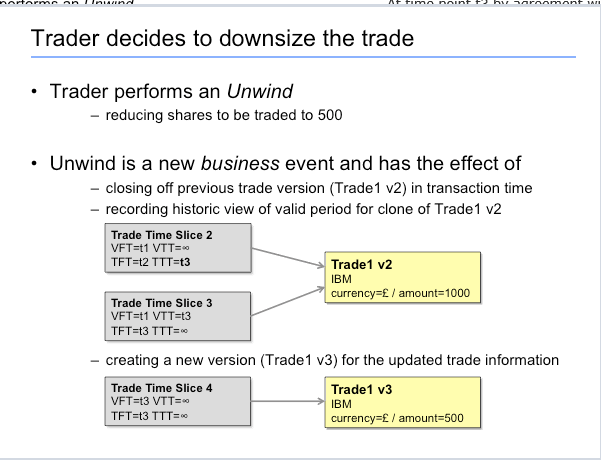 performs an Unwind
At time point t3 by agreement wi
Trader decides to downsize the trade
• Trader performs an Unwind
– reducing shares to be traded to 500
• Unwind is a new business event and has the effect of
– closing off previous trade version (Trade1 v2) in transaction time
– recording historic view of valid period for clone of Trade1 v2
Trade Time Slice 2
VFT=t1 VTT=∞
TFT=t2 TTT=t3
Trade1 v2
IBM
currency=£ / amount=1000
Trade Time Slice 3
VFT=t1 VTT=t3
TFT=t3 TTT=∞
– creating a new version (Trade1 v3) for the updated trade information
Trade Time Slice 4
VFT=t3 VTT=∞
TFT=t3 TTT=∞
Trade1 v3
IBM
currency=£ / amount=500